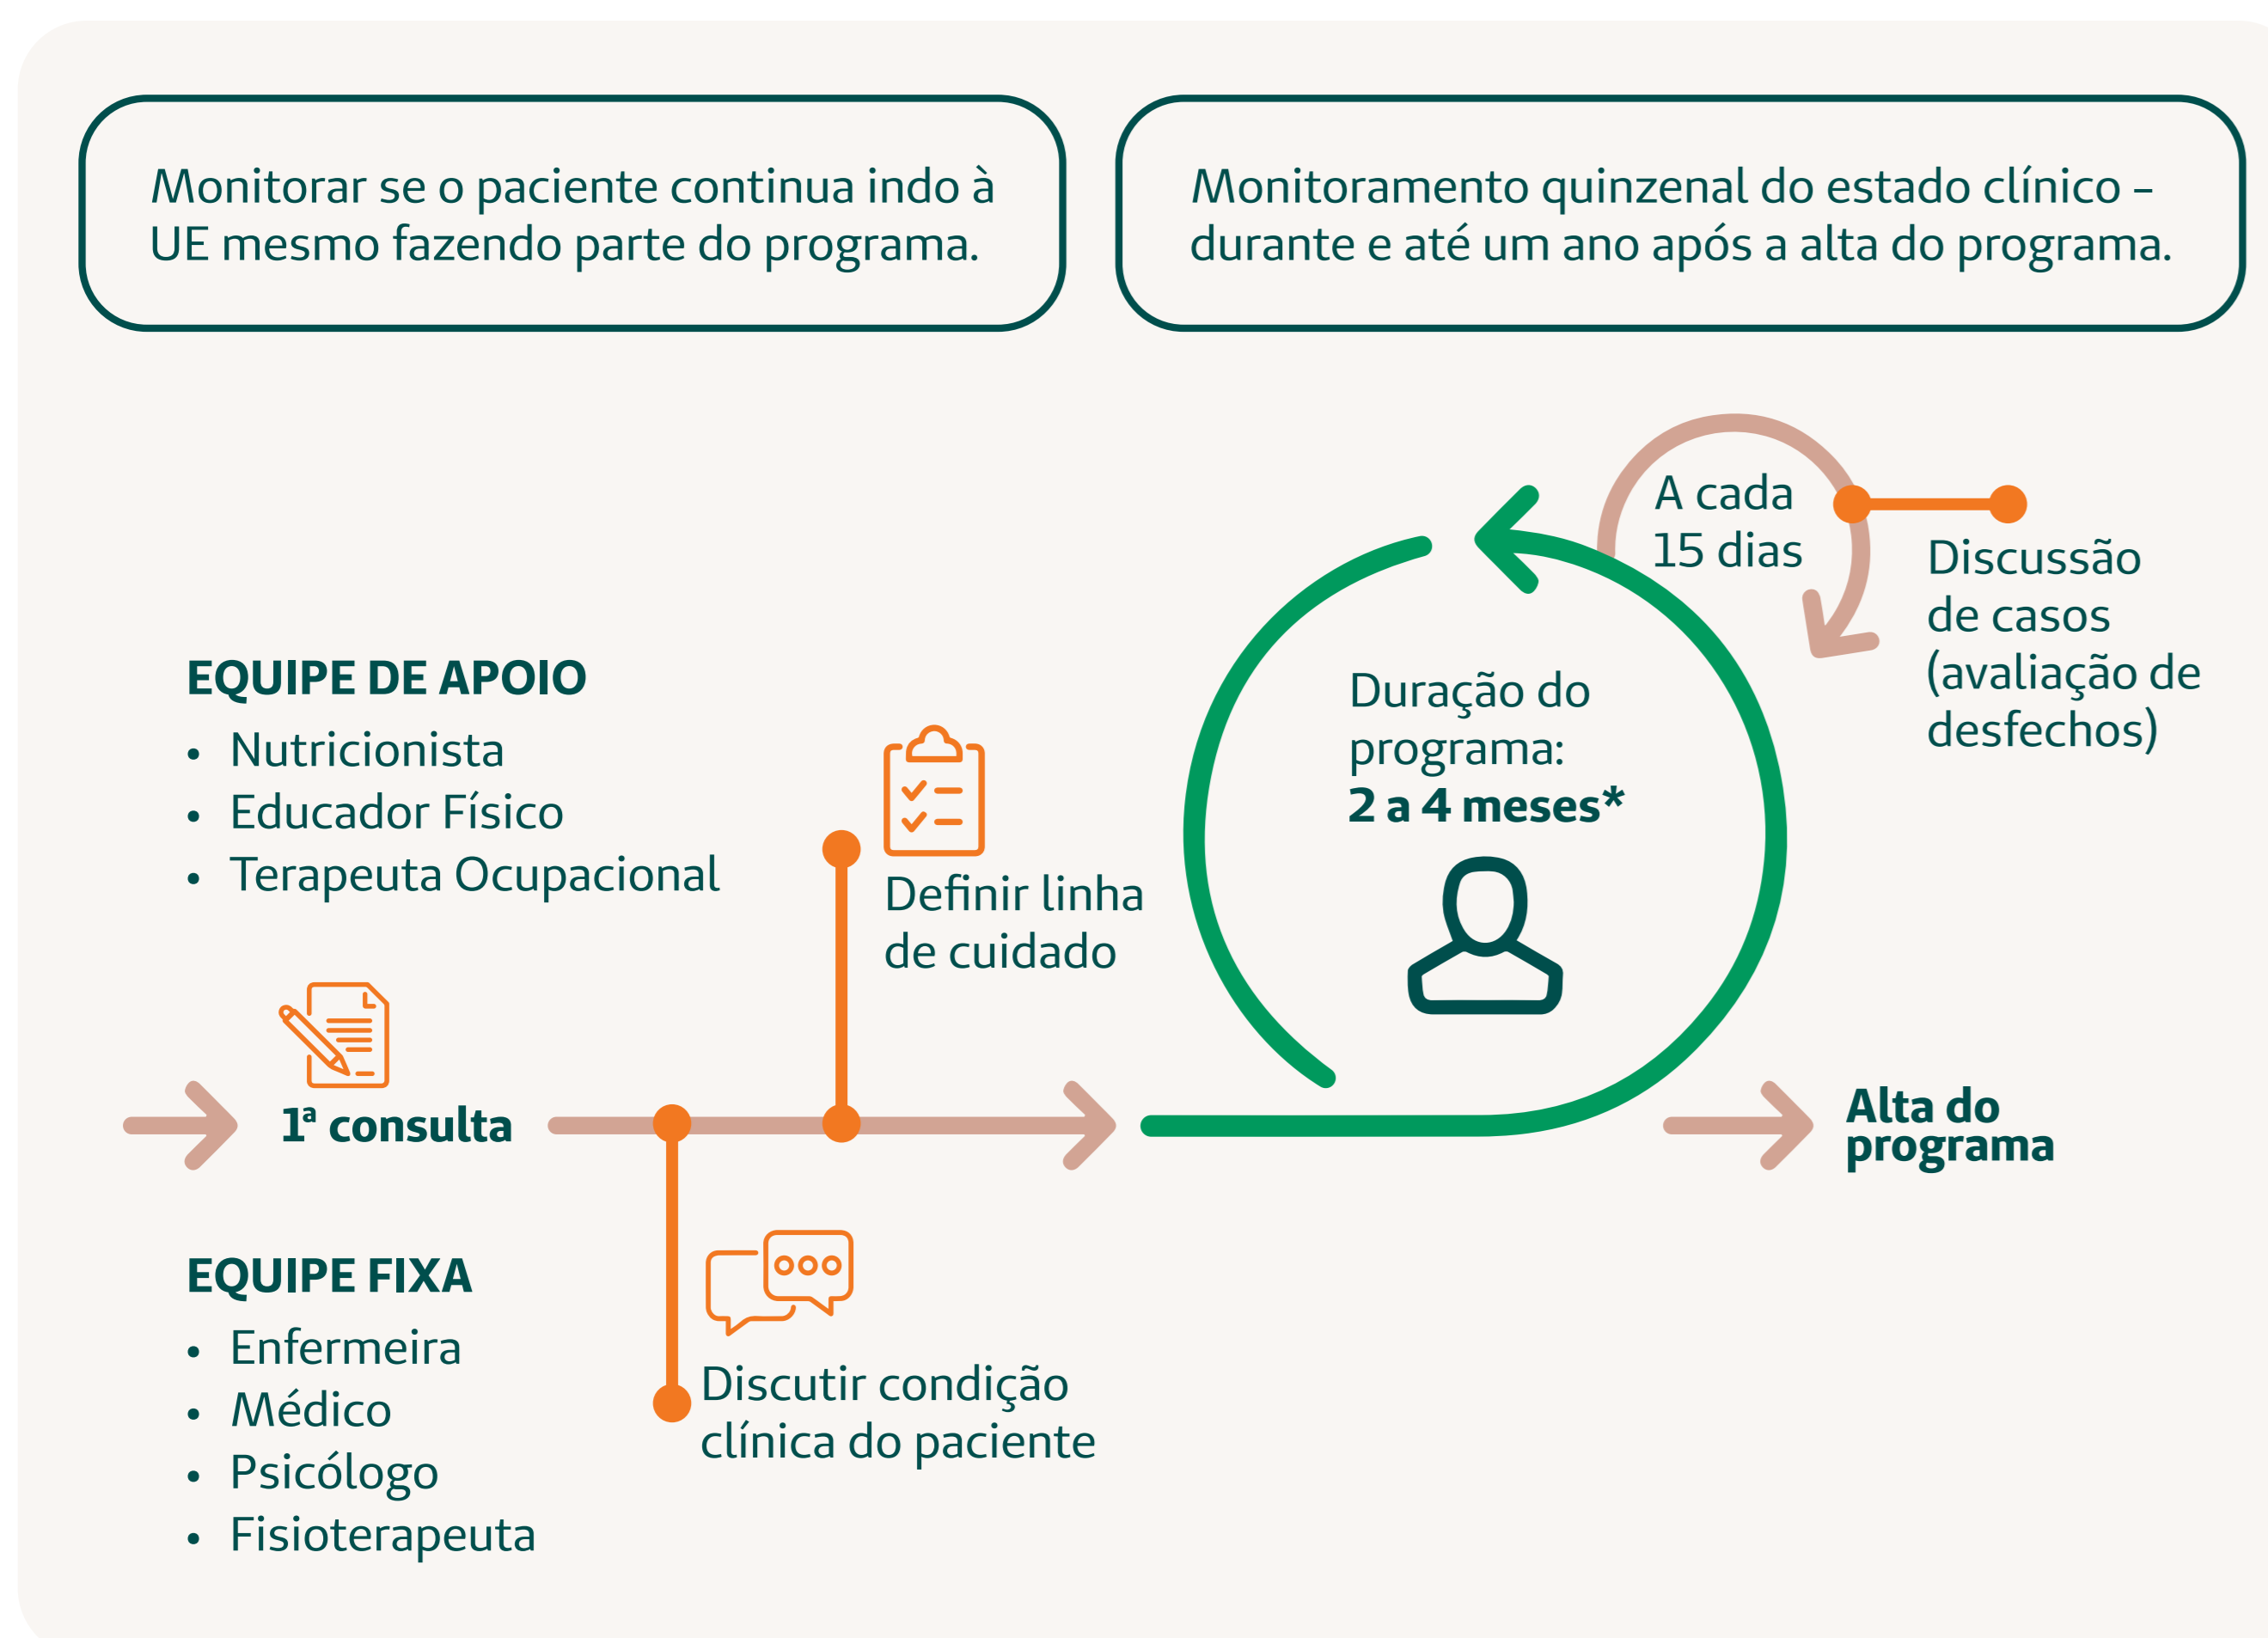 Monitorar se o paciente continua indo à
UE mesmo fazendo parte do programa.
Monitoramento quinzenal do estado clínico –
durante e até um ano após a alta do programa.
A cada
15 dias
Discussão
de casos
(avaliação de
desfechos)
EQUIPE DE APOIO
• Nutricionista
• Educador Físico
• Terapeuta Ocupacional
Definir linha
de cuidado
Duração do
programa:
2 a 4 meses*
1ª consulta
Alta do
programa
EQUIPE FIXA
• Enfermeira
• Médico
• Psicólogo
• Fisioterapeuta
Discutir condição
clínica do paciente